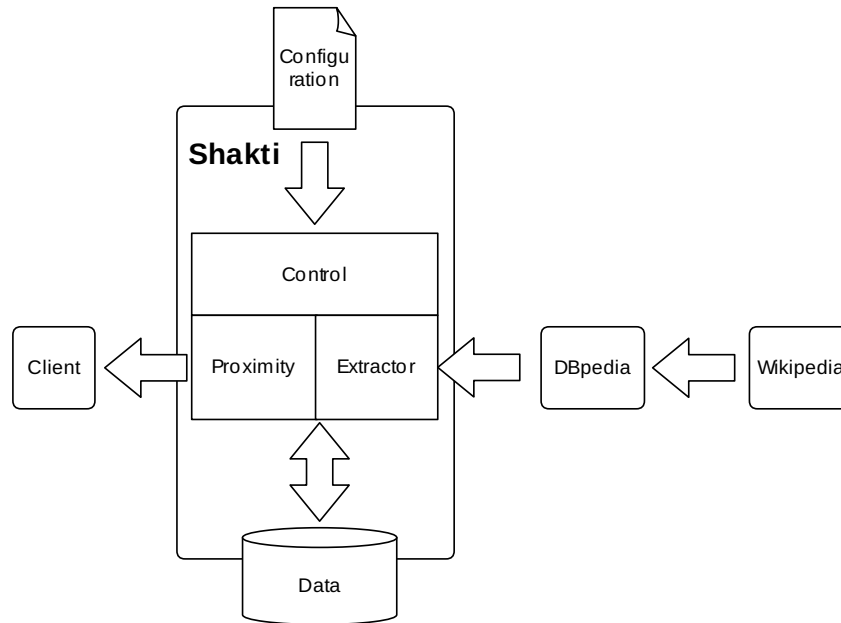 Configu
ration
Shakti
Control
Client
Proximity
Extractor
DBpedia
Wikipedia
Data